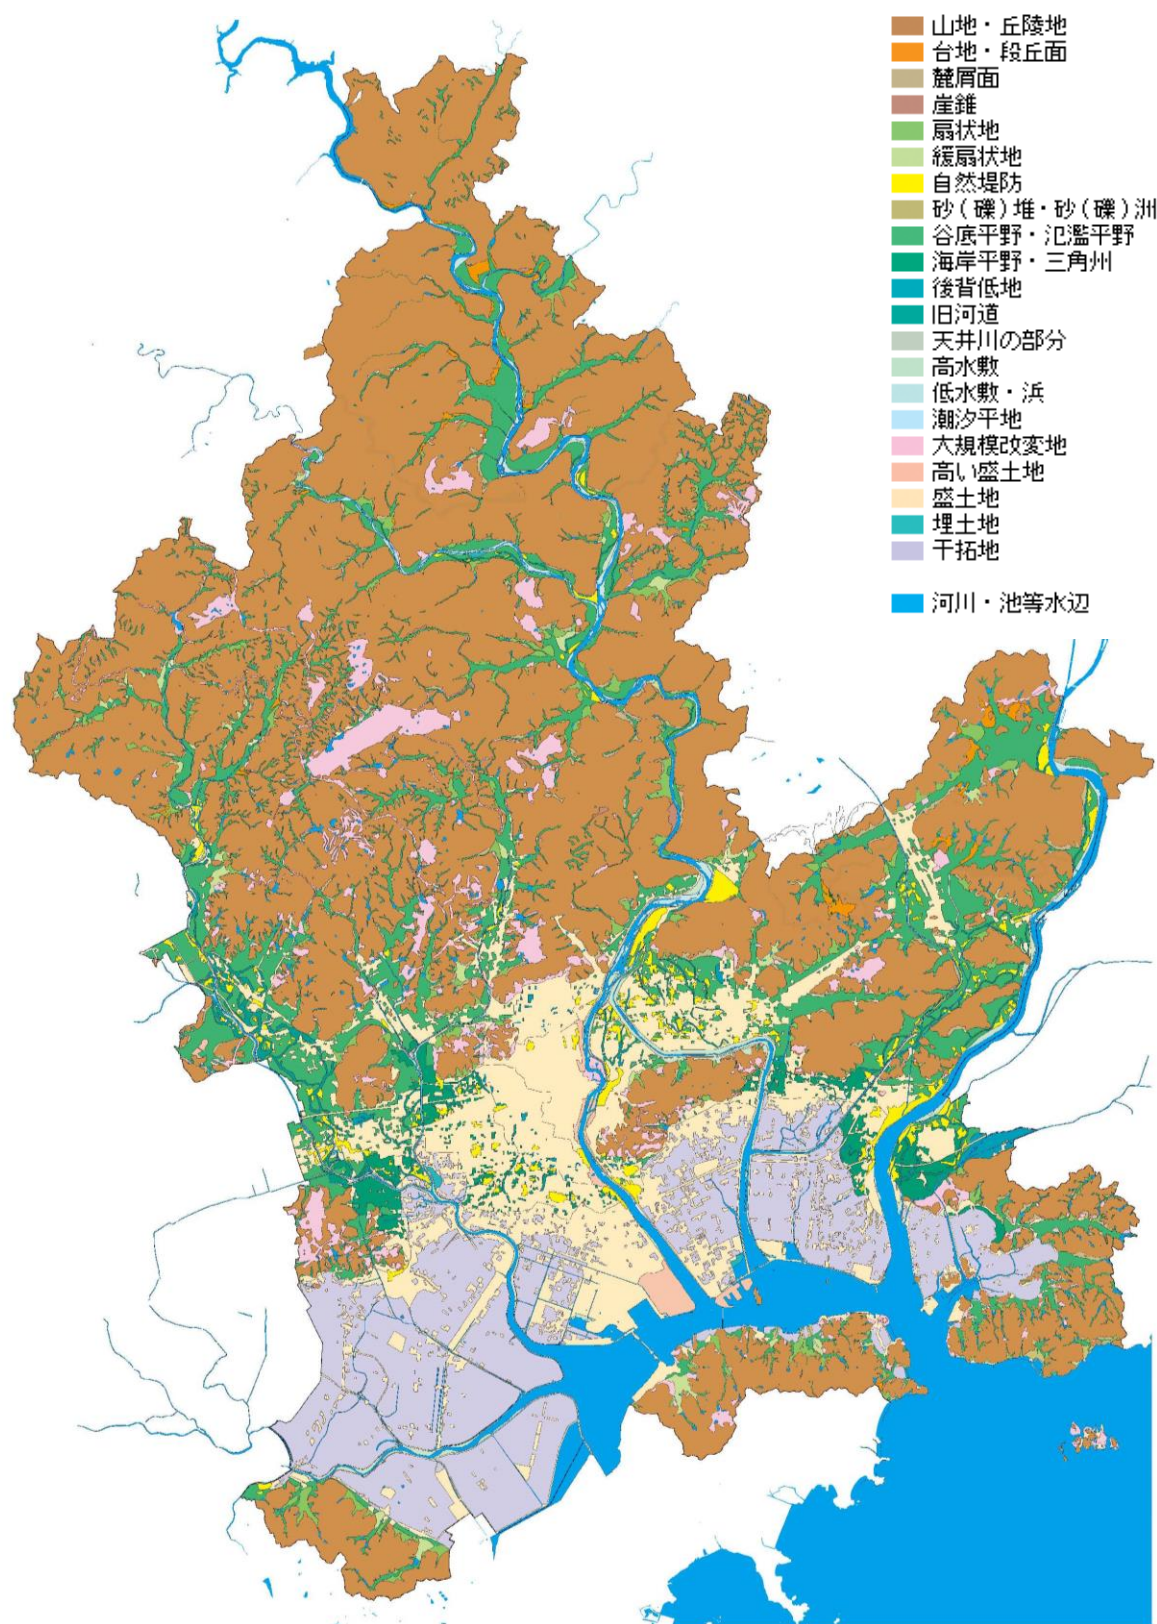 山地・丘陵地
台地・段丘面
麓屑面
崖錐
扇状地
緩扇状地
自然堤防
砂(礫)堆・砂(礫)洲
谷底平野・氾濫平野
海岸平野・三角州
後背低地
旧河道
天井川の部分
高水敷
低水敷・浜
潮汐平地
大規模改変地
高い盛土地
盛土地
埋土地
干拓地
河川・池等水辺